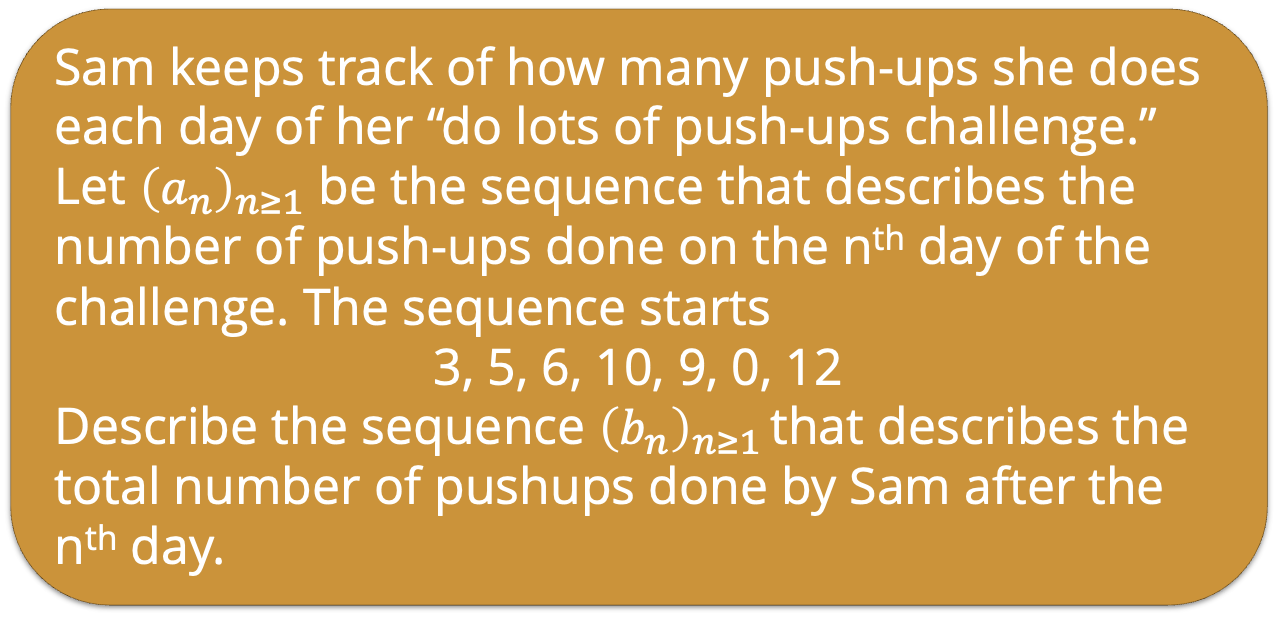 Sam keeps track of how many push-ups she does
each day of her “do lots of push-ups challenge.”
Let (aₙ)ₙ≥₁ be the sequence that describes the
number of push-ups done on the nᵗʰ day of the
challenge. The sequence starts
3, 5, 6, 10, 9, 0, 12
Describe the sequence (bₙ)ₙ≥₁ that describes the
total number of pushups done by Sam after the
nᵗʰ day.